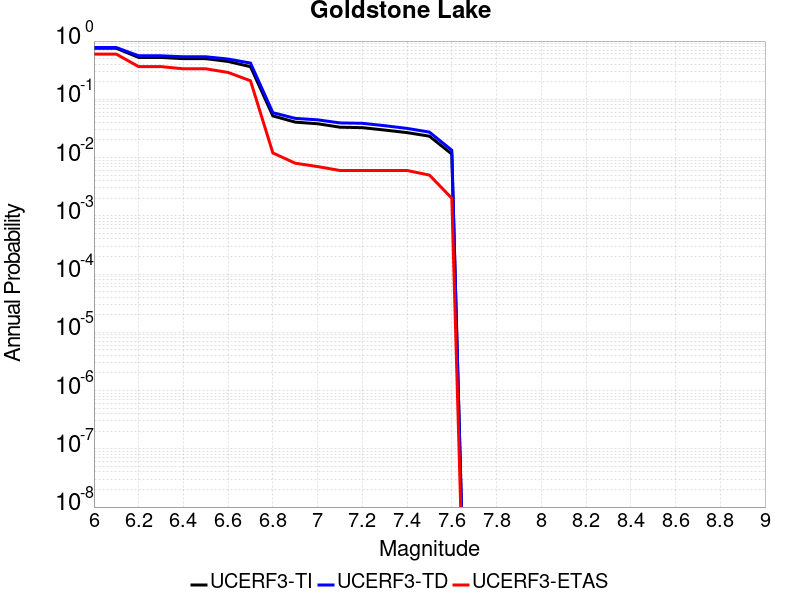 Goldstone Lake
10^0
10^-1
10^-2
10^-3
10^-4
10^-5
10^-6
10^-7
10^-8
Annual Probability
6 6.2 6.4 6.6 6.8 7 7.2 7.4 7.6 7.8 8 8.2 8.4 8.6 8.8 9
Magnitude
UCERF3-TI UCERF3-TD UCERF3-ETAS